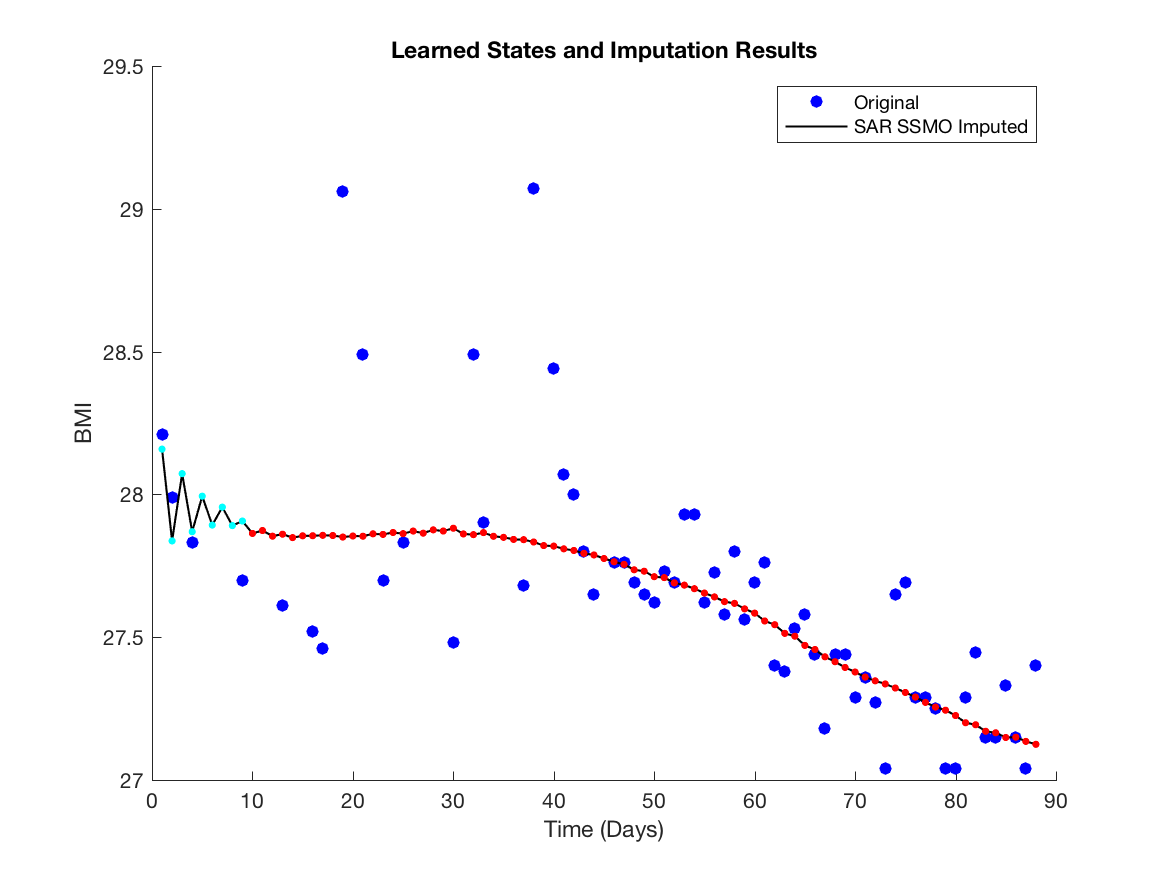 Learned States and Imputation Results
Original
SAR SSMO Imputed
29.5
29
28.5
28
27.5
27
BMI
0 10 20 30 40 50 60 70 80 90
Time (Days)